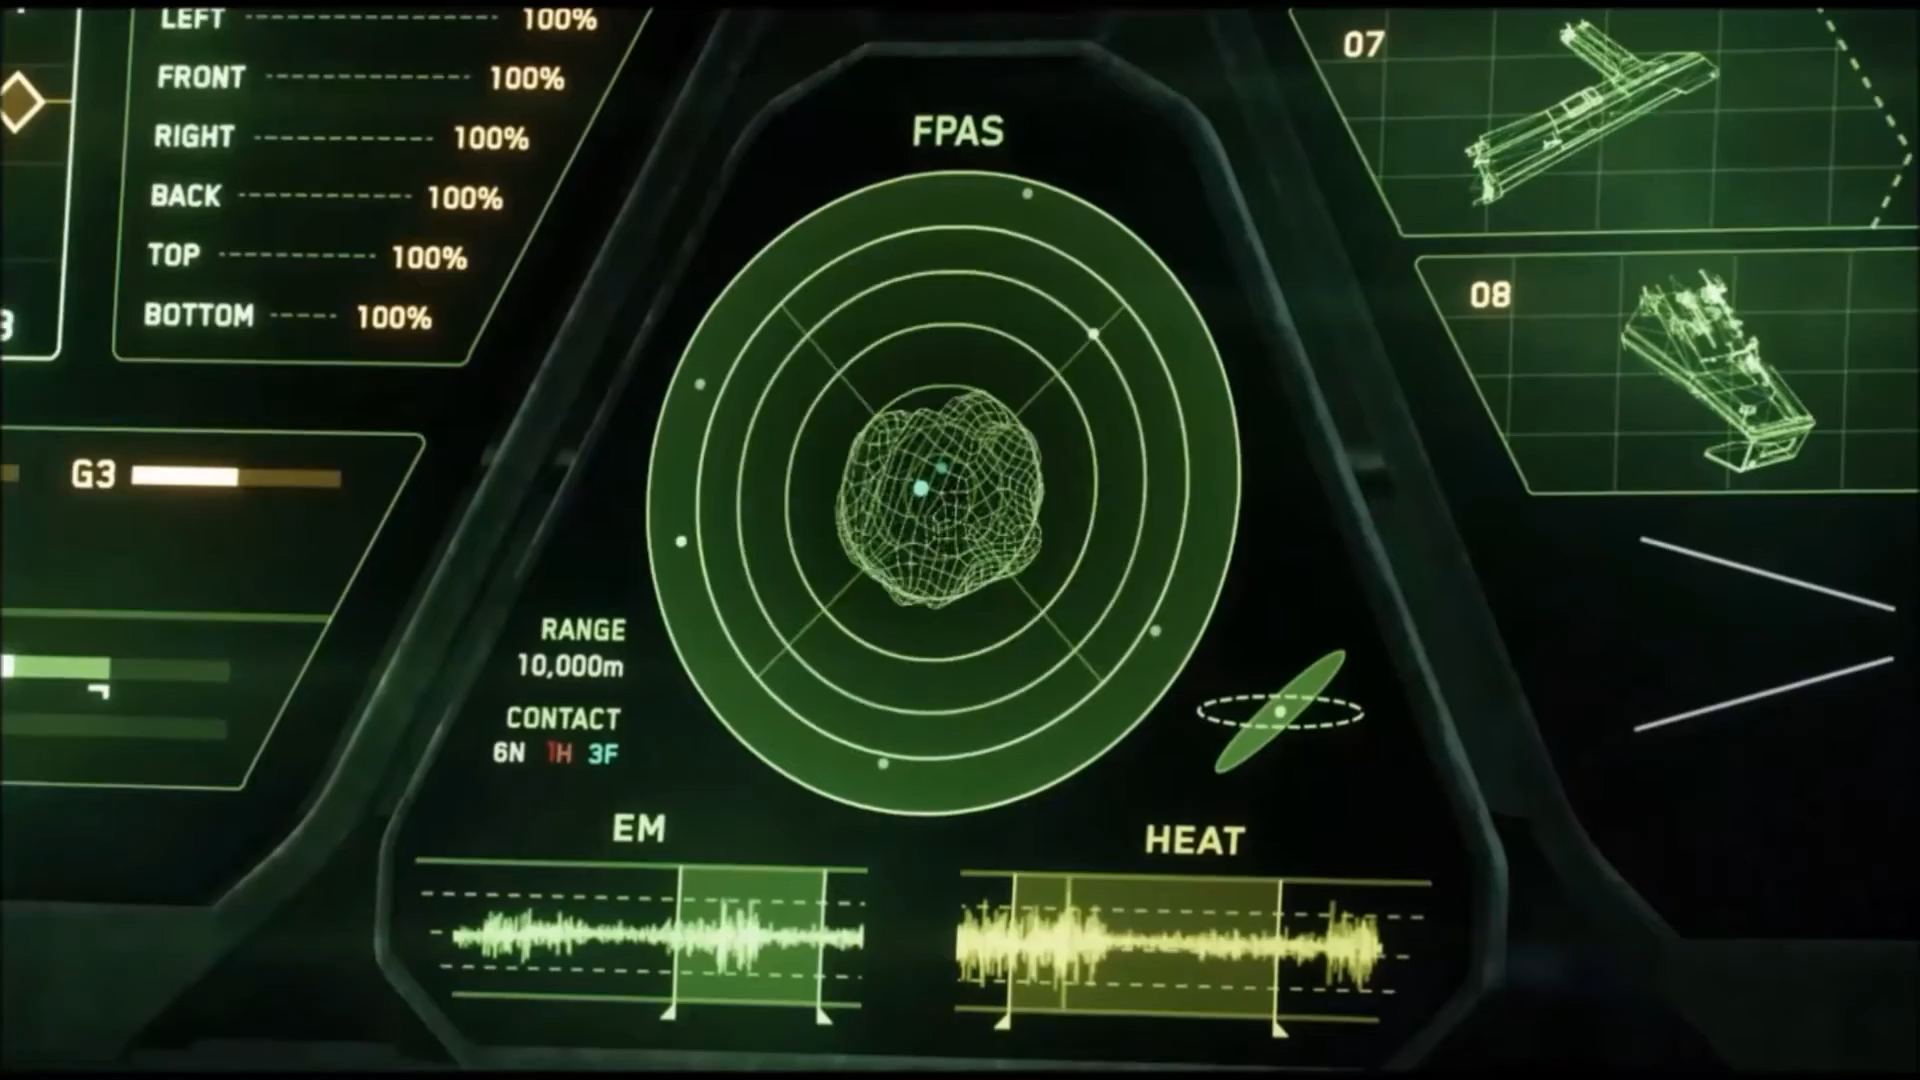 LEFT 100%
FRONT 100%
RIGHT 100%
BACK 100%
TOP 100%
BOTTOM 100%
G3
FPAS
RANGE
10,000m
CONTACT
6N 1H 3F
EM
HEAT
07
08